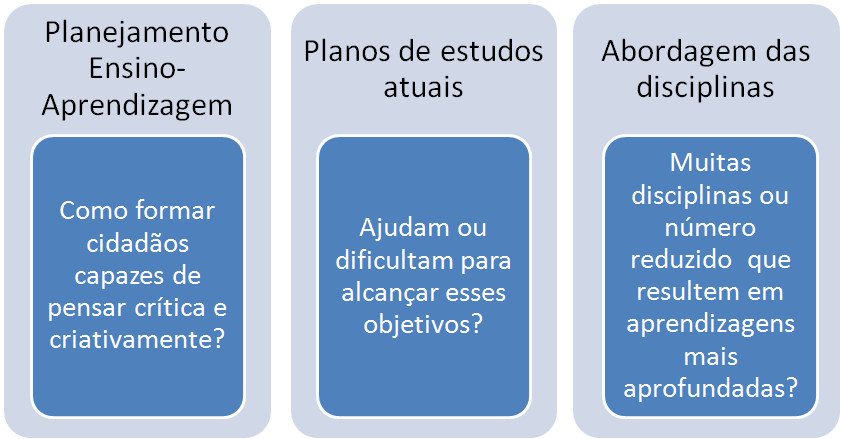 Planejamento
Ensino-
Aprendizagem
Como formar
cidadãos
capazes de
pensar crítica e
criativamente?
Planos de estudos
atuais
Ajudam ou
dificultam para
alcançar esses
objetivos?
Abordagem das
disciplinas
Muitas
disciplinas ou
número
reduzido que
resultem em
aprendizagens
mais
aprofundadas?